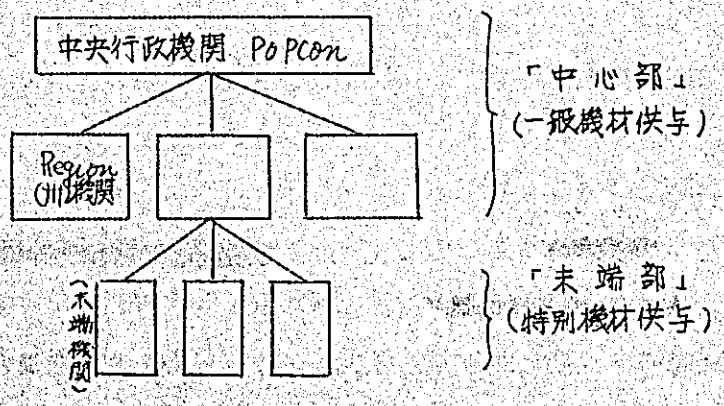 中央行政機関 PoPcon
「中心部」
(一般機材供与)
Region
機関
「末端部」
(特別機材供与)
(末端機関)